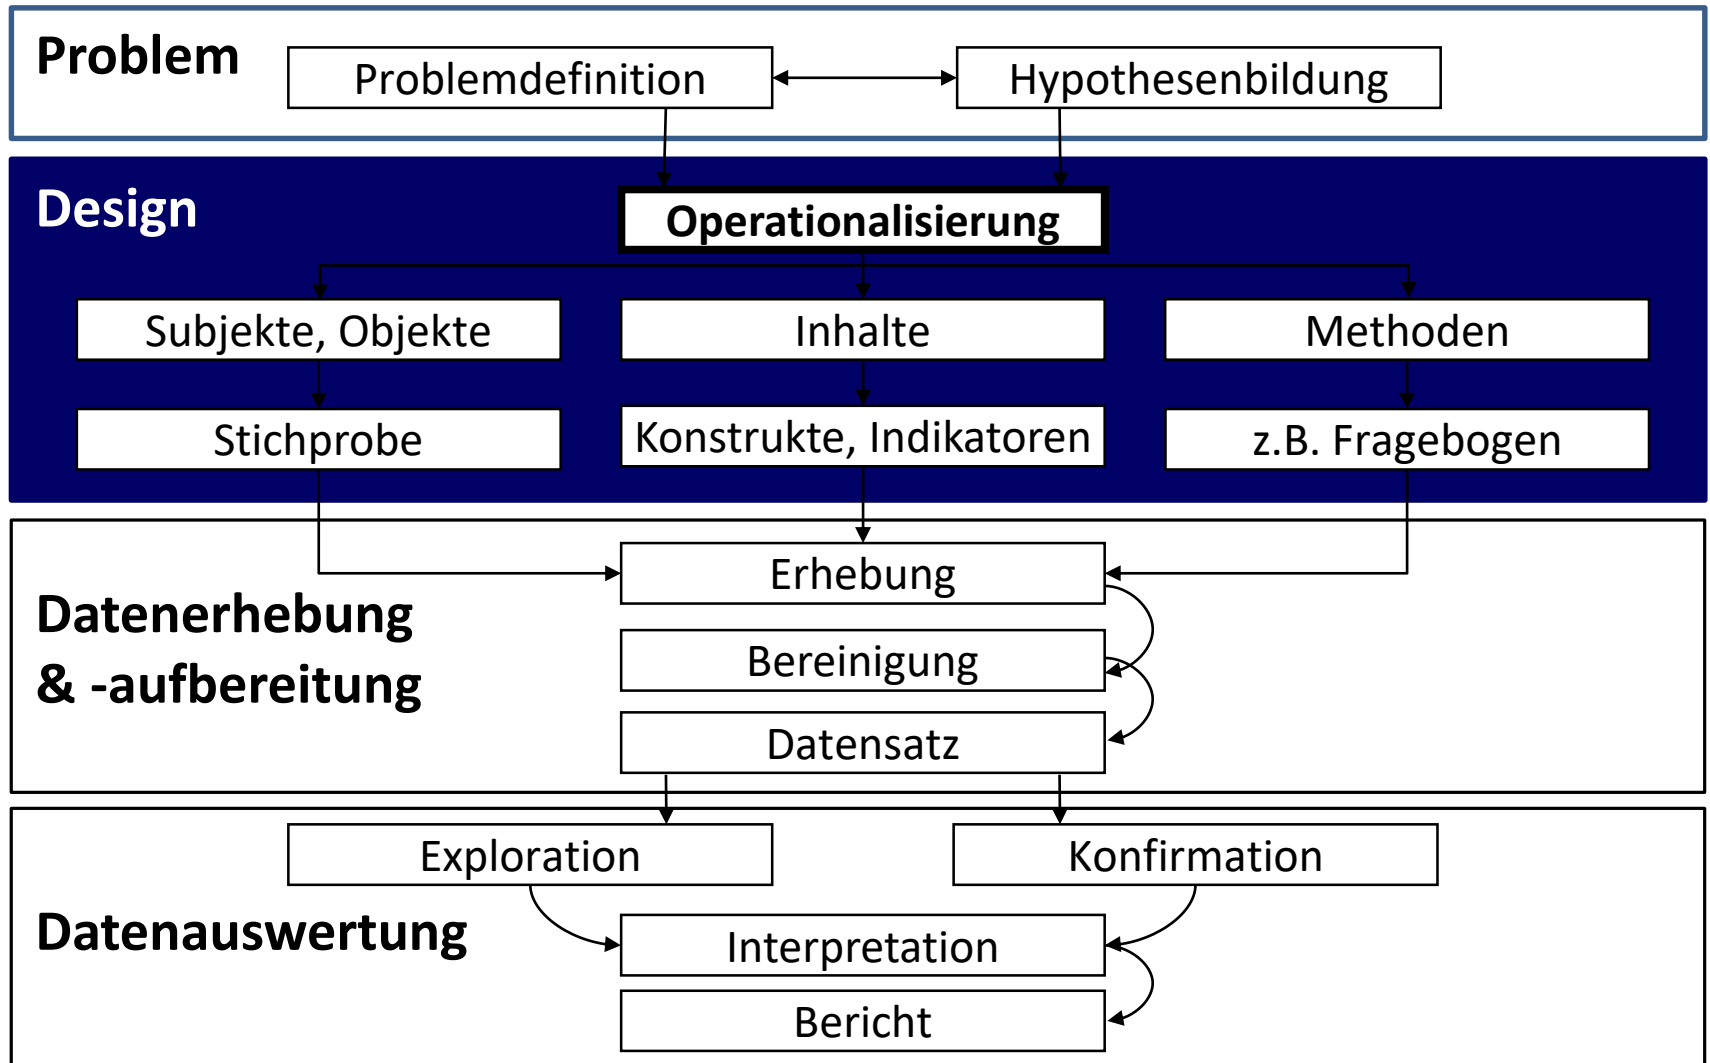 Problem
Problemdefinition
Hypothesenbildung
Design
Operationalisierung
Subjekte, Objekte
Inhalte
Methoden
Stichprobe
Konstrukte, Indikatoren
z.B. Fragebogen
Erhebung
Datenerhebung
& -aufbereitung
Bereinigung
Datensatz
Exploration
Konfirmation
Datenauswertung
Interpretation
Bericht